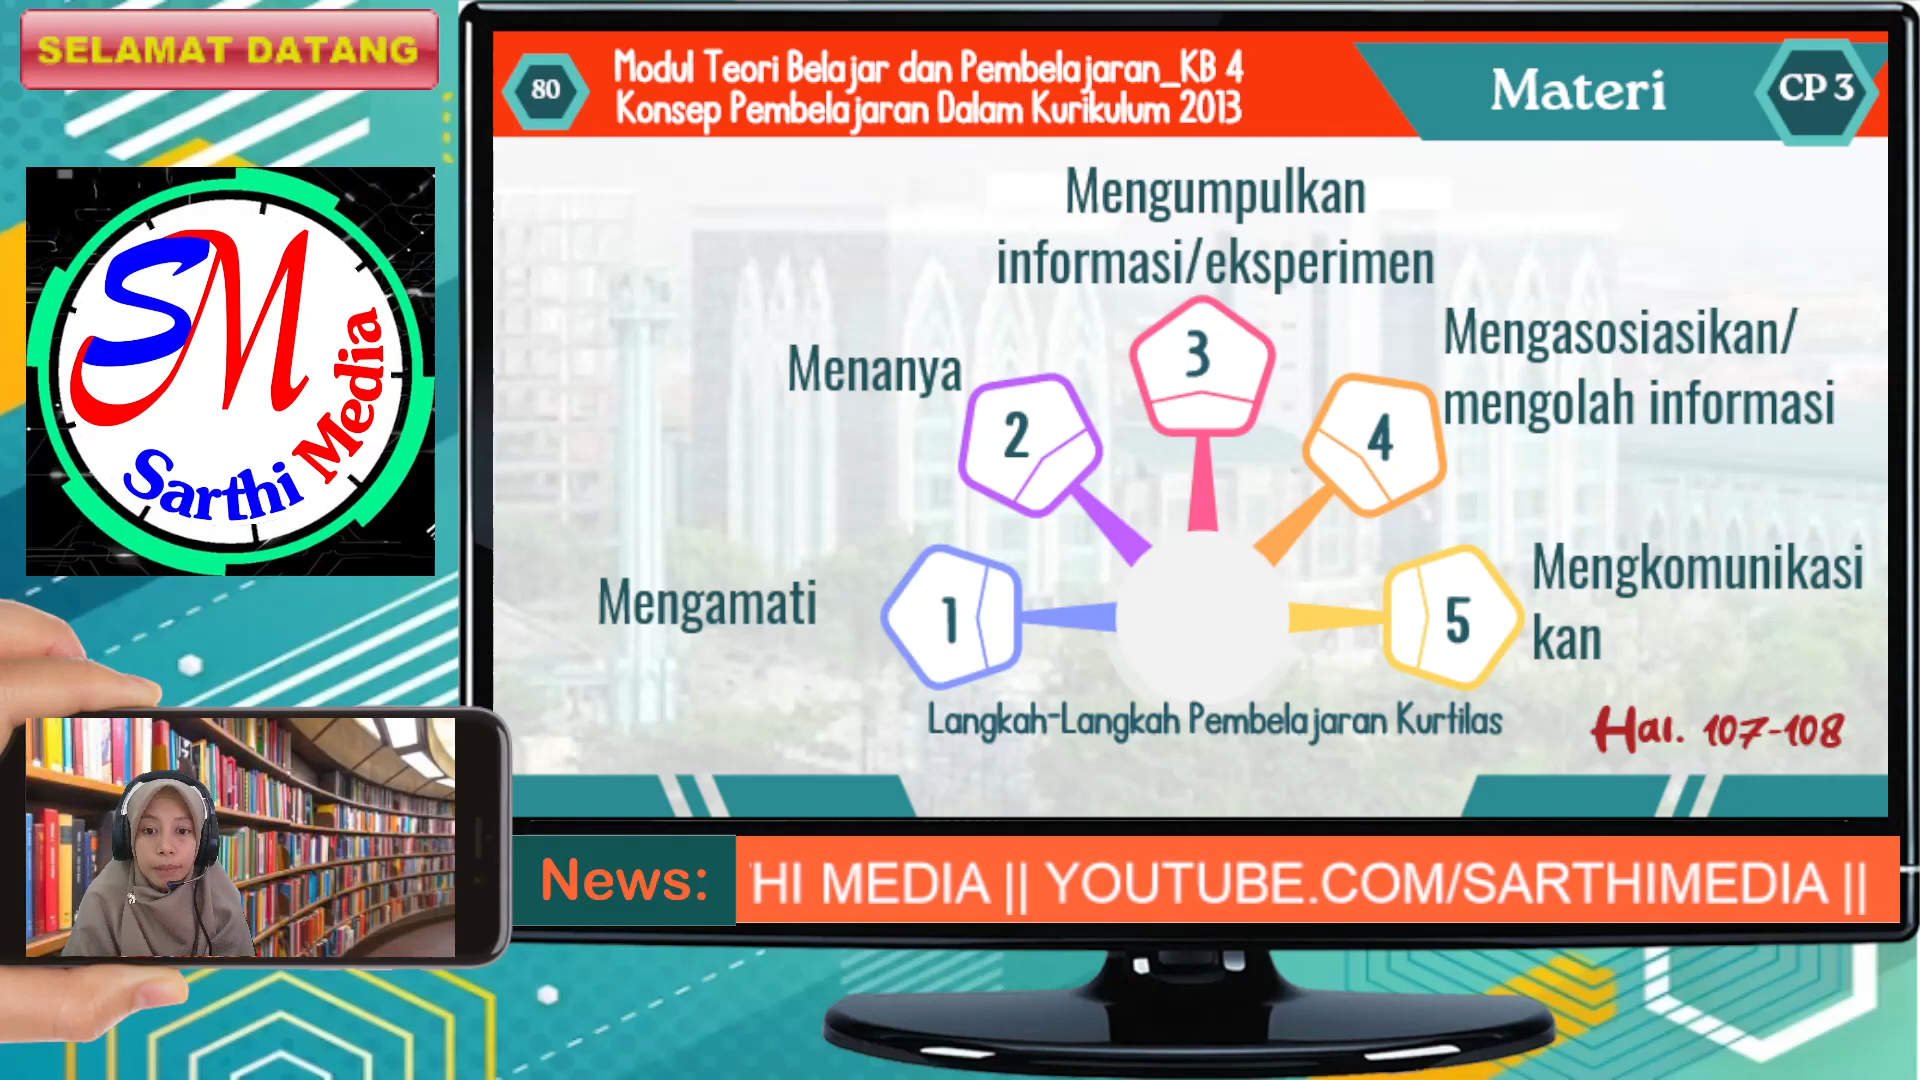 SELAMAT DATANG
SM
Sarthi Media
80
Modul Teori Belajar dan Pembelajaran_KB 4
Konsep Pembelajaran Dalam Kurikulum 2013
Materi
CP 3
Mengumpulkan
informasi/eksperimen
3
Menanya
2
Mengasosiasikan/
mengolah informasi
4
Mengamati
1
Mengkomunikasi
kan
5
Langkah-Langkah Pembelajaran Kurtilas
Hal. 107-108
News:
HI MEDIA || YOUTUBE.COM/SARTHIMEDIA ||